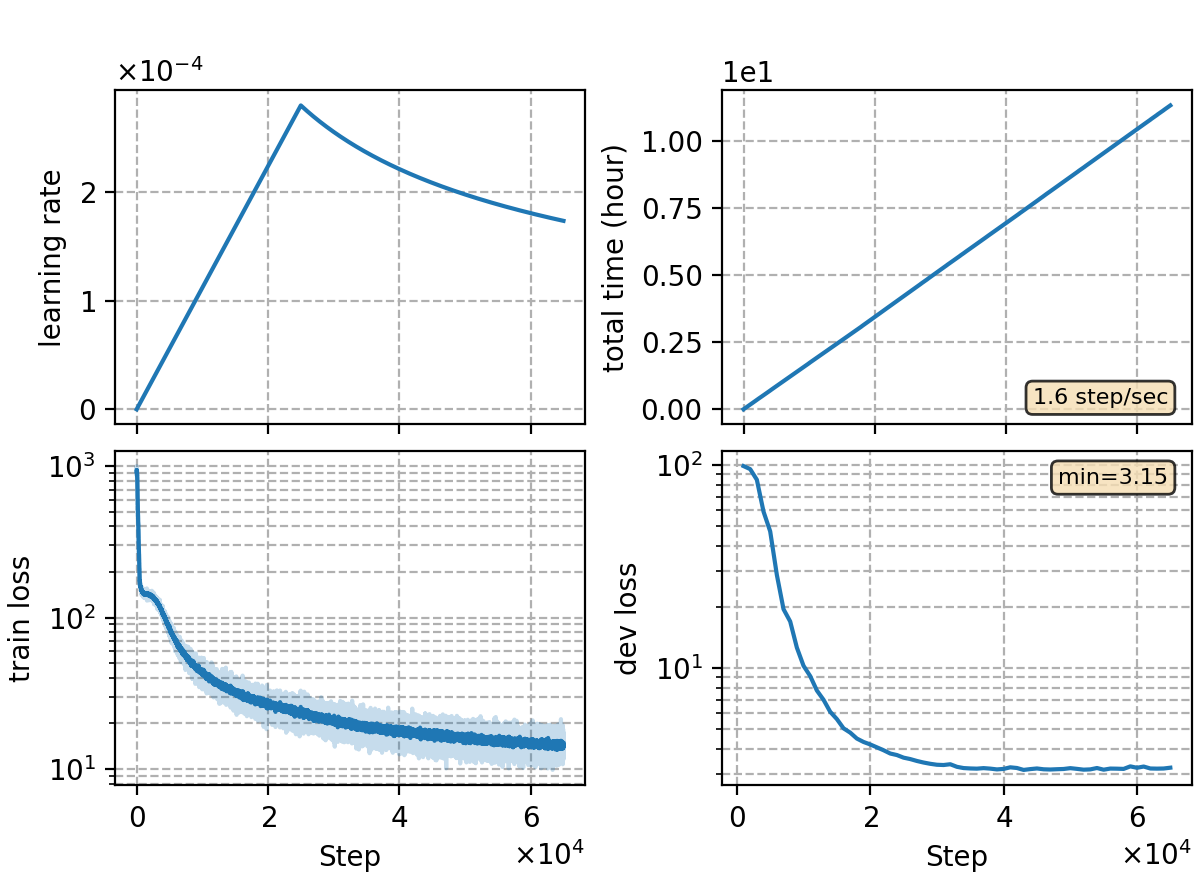 ×10⁻⁴
learning rate
2
1
0
1e1
total time (hour)
1.00
0.75
0.50
0.25
0.00
1.6 step/sec
train loss
10³
10²
10¹
0
2
4
6
Step
×10⁴
dev loss
10²
10¹
min=3.15
0
2
4
6
Step
×10⁴